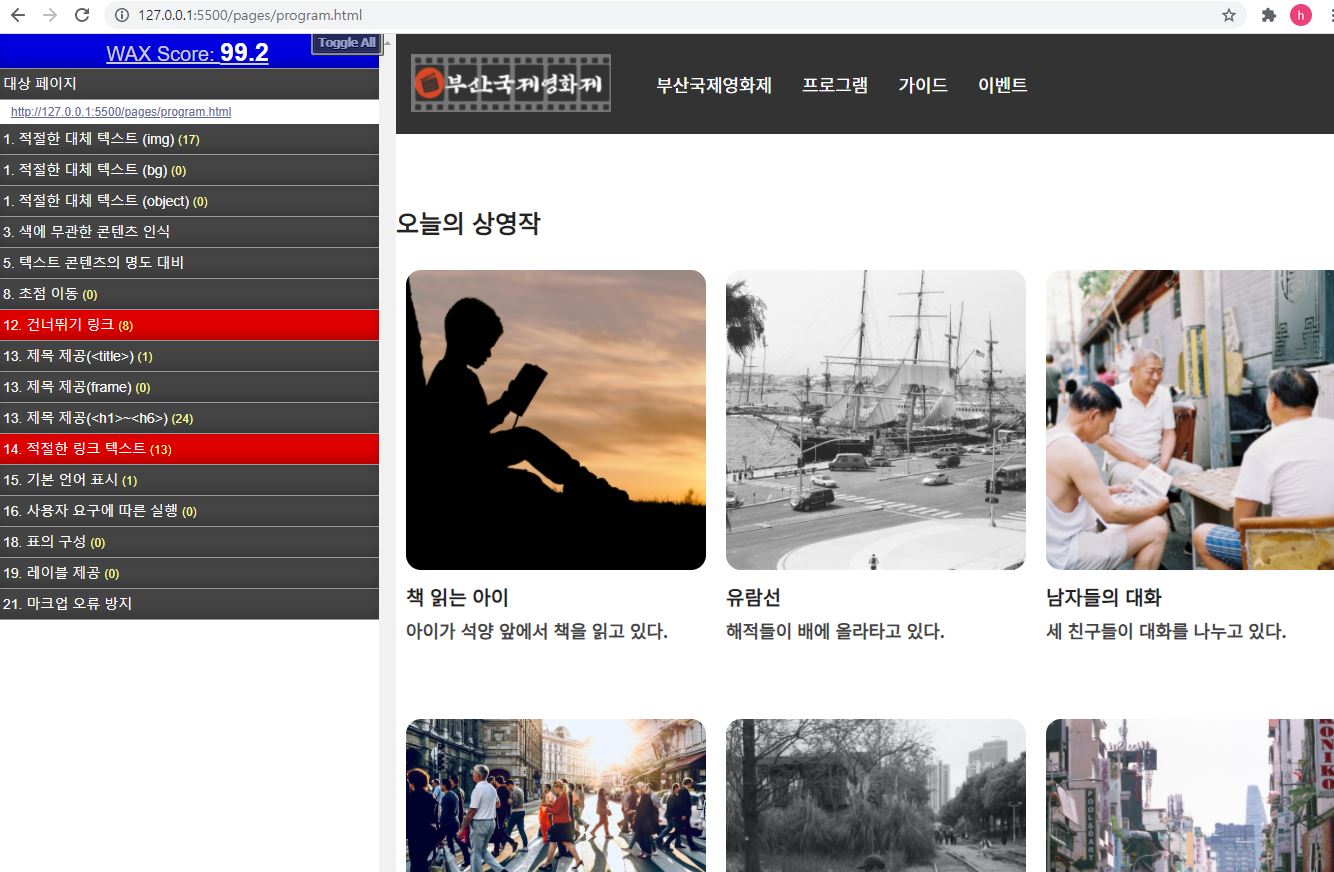 127.0.0.1:5500/pages/program.html
h
WAX Score: 99.2
Toggle All
대상 페이지
http://127.0.0.1:5500/pages/program.html
1. 적절한 대체 텍스트 (img) (17)
1. 적절한 대체 텍스트 (bg) (0)
1. 적절한 대체 텍스트 (object) (0)
3. 색에 무관한 콘텐츠 인식
5. 텍스트 콘텐츠의 명도 대비
8. 초점 이동 (0)
12. 건너뛰기 링크 (8)
13. 제목 제공(<title>) (1)
13. 제목 제공(frame) (0)
13. 제목 제공(<h1>~<h6>) (24)
14. 적절한 링크 텍스트 (13)
15. 기본 언어 표시 (1)
16. 사용자 요구에 따른 실행 (0)
18. 표의 구성 (0)
19. 레이블 제공 (0)
21. 마크업 오류 방지
부산국제영화제
부산국제영화제 프로그램 가이드 이벤트
오늘의 상영작
책 읽는 아이
아이가 석양 앞에서 책을 읽고 있다.
유람선
해적들이 배에 올라타고 있다.
남자들의 대화
세 친구들이 대화를 나누고 있다.
ONIKO
POOL&DART